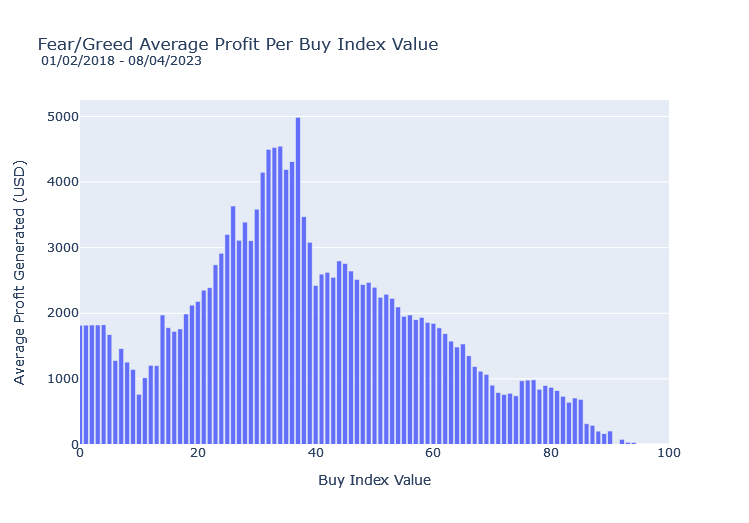 Fear/Greed Average Profit Per Buy Index Value
01/02/2018 - 08/04/2023
5000
4000
3000
2000
1000
0
Average Profit Generated (USD)
0 20 40 60 80 100
Buy Index Value